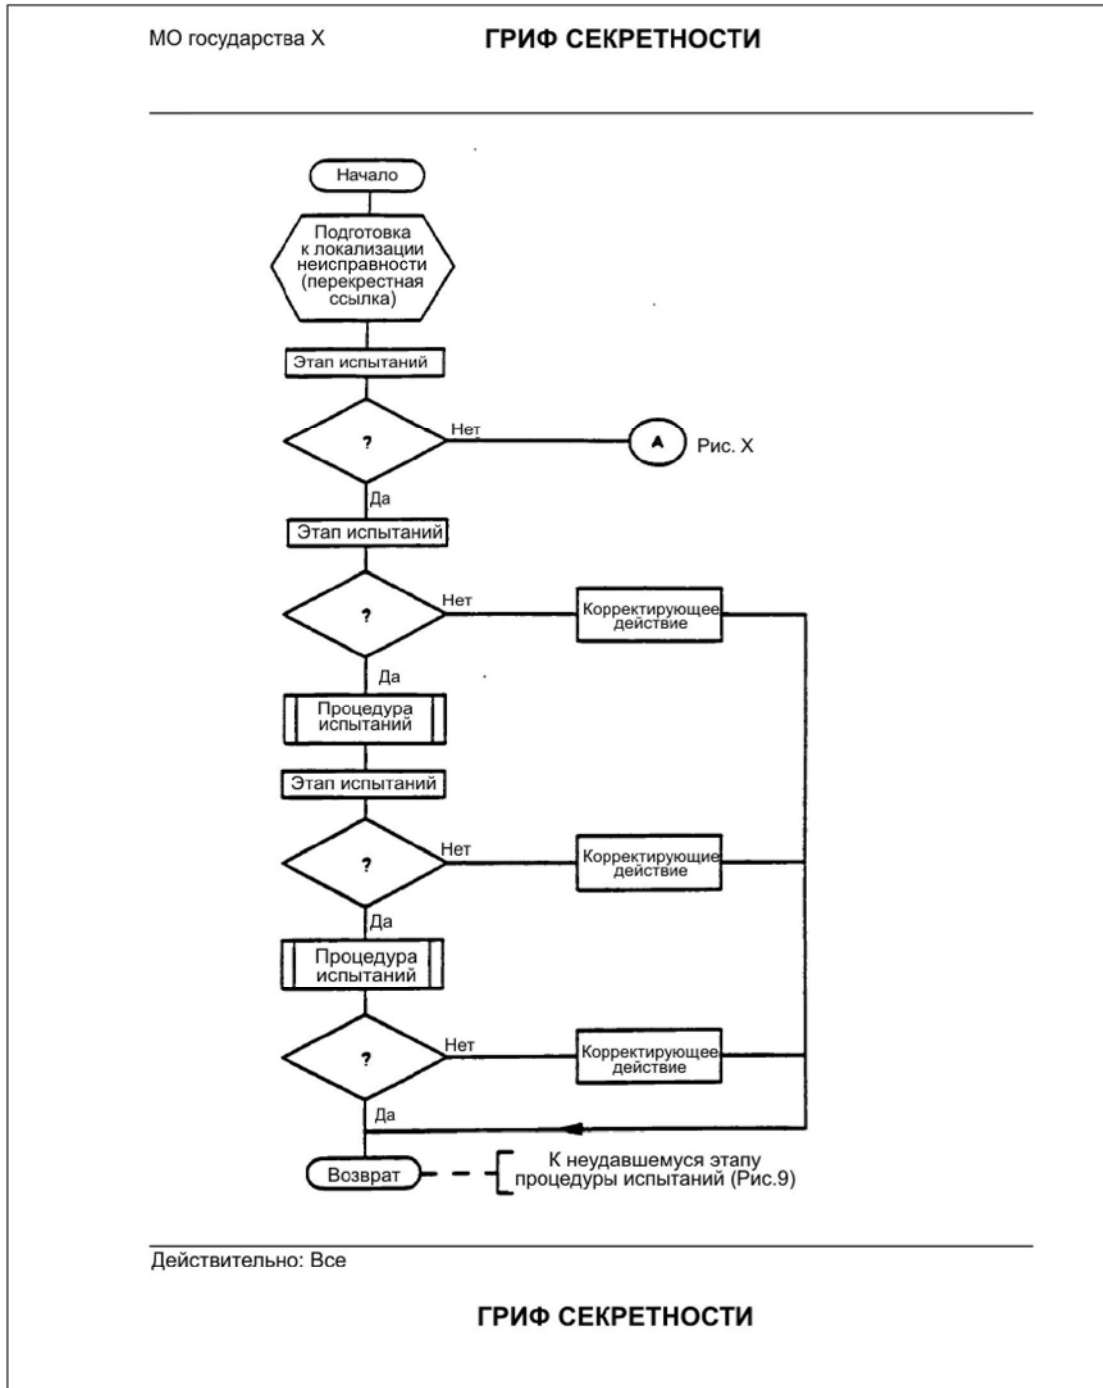 МО государства X
ГРИФ СЕКРЕТНОСТИ
Начало
Подготовка
к локализации
неисправности
(перекрестная
ссылка)
Этап испытаний
?
Нет
А
Рис. X
Да
Этап испытаний
?
Нет
Корректирующее
действие
Да
Процедура
испытаний
Этап испытаний
?
Нет
Корректирующие
действие
Да
Процедура
испытаний
?
Нет
Корректирующее
действие
Да
Возврат
К неудавшемуся этапу
процедуры испытаний (Рис.9)
Действительно: Все
ГРИФ СЕКРЕТНОСТИ